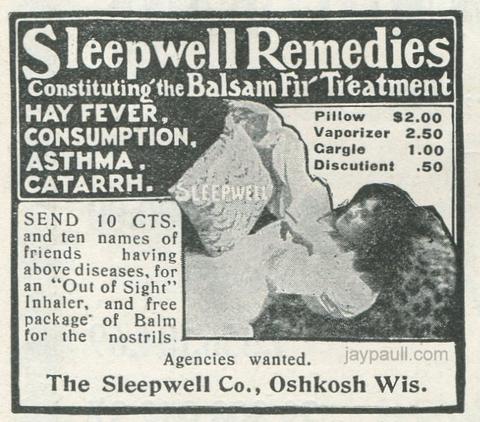 Sleepwell Remedies
Constituting the Balsam Fir Treatment
HAY FEVER,
CONSUMPTION,
ASTHMA,
CATARRH.
Pillow $2.00
Vaporizer 2.50
Gargle 1.00
Discutient .50
SLEEPWELL
SEND 10 CTS.
and ten names of
friends having
above diseases, for
an "Out of Sight"
Inhaler, and free
package of Balm
for the nostrils.
Agencies wanted.
jaypaull.com
The Sleepwell Co., Oshkosh Wis.